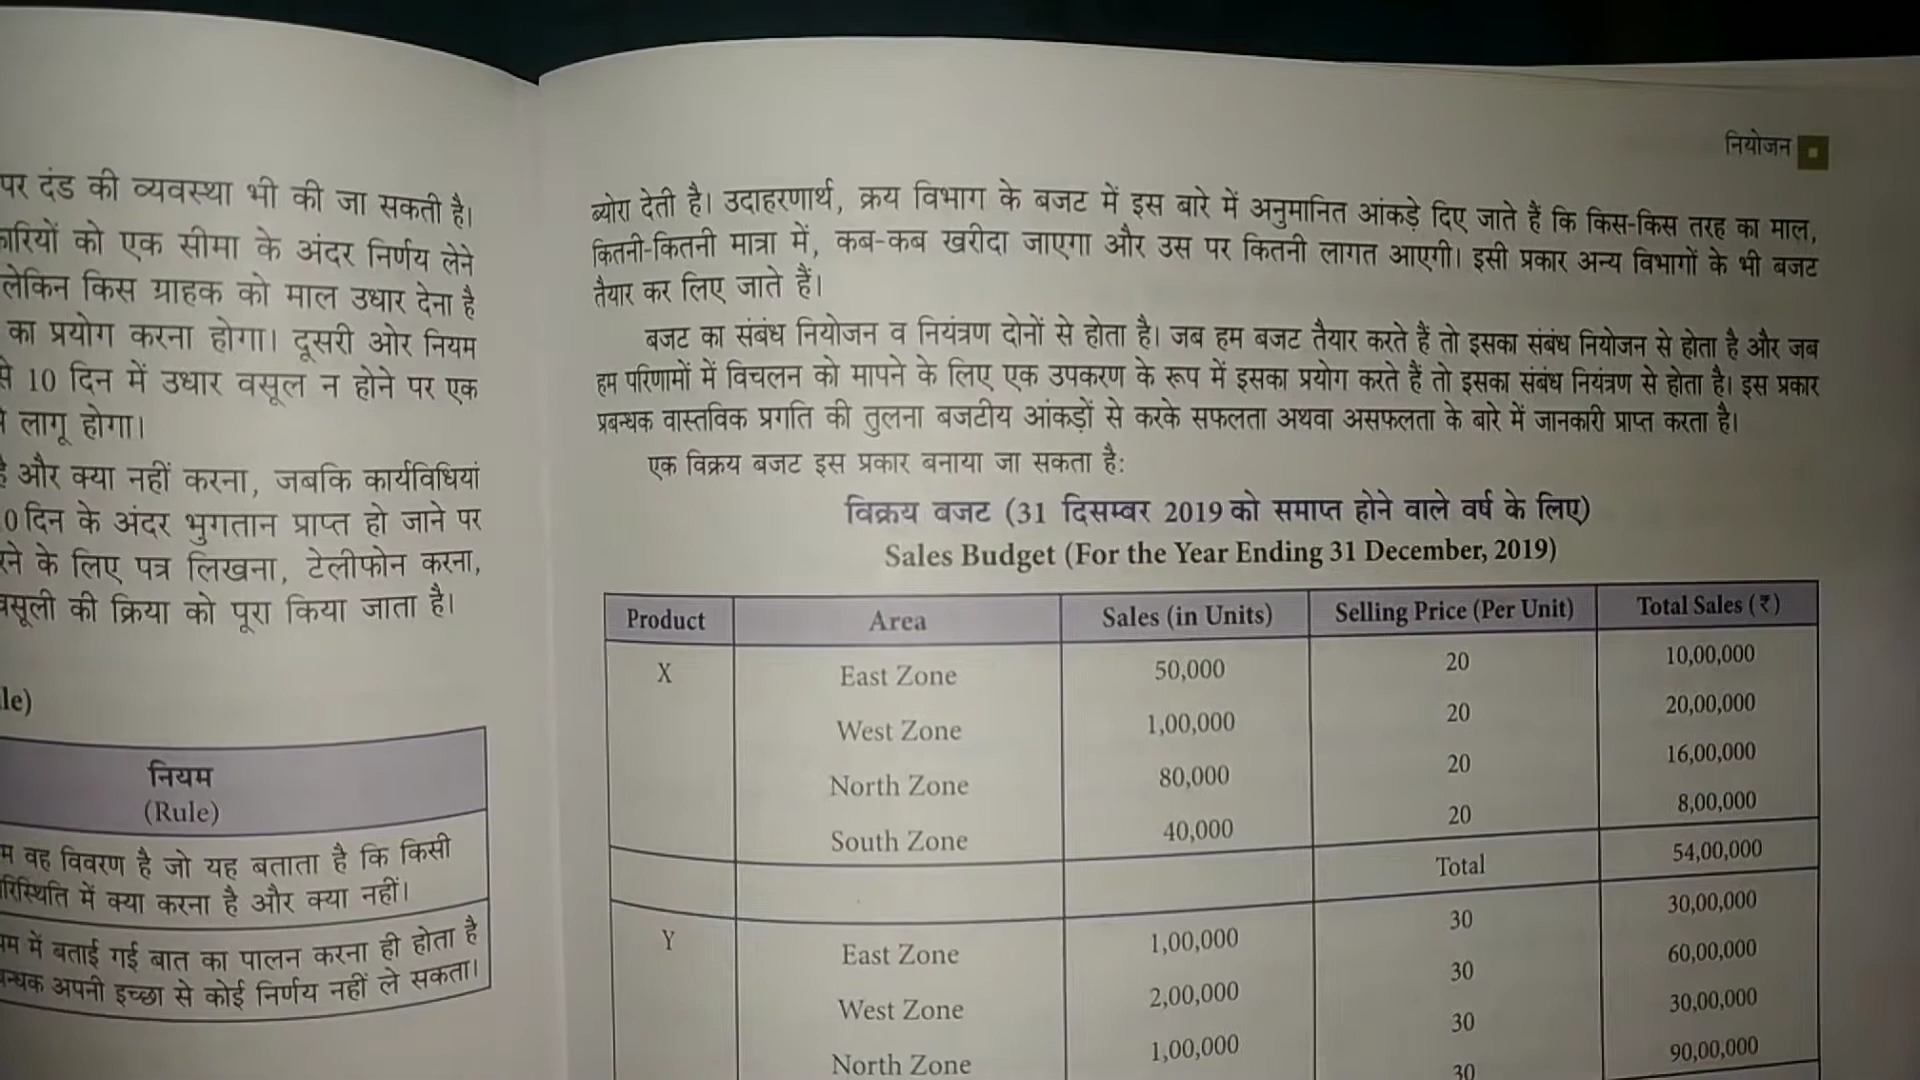 पर दंड की व्यवस्था भी की जा सकती है।
को एक सीमा के अंदर निर्णय लेने
लेकिन किस ग्राहक को माल उधार देना है
का प्रयोग करना होगा। दूसरी ओर नियम
10 दिन में उधार वसूल न होने पर एक
लागू होगा।
और क्या नहीं करना, जबकि कार्यविधियां
0 दिन के अंदर भुगतान प्राप्त हो जाने पर
के लिए पत्र लिखना, टेलीफोन करना,
की क्रिया को पूरा किया जाता है।
le)
नियम
(Rule)
वह विवरण है जो यह बताता है कि किसी
में क्या करना है और क्या नहीं।
में बताई गई बात का पालन करना ही होता है
अपनी इच्छा से कोई निर्णय नहीं ले सकता।
नियोजन
ब्योरा देती है। उदाहरणार्थ, क्रय विभाग के बजट में इस बारे में अनुमानित आंकड़े दिए जाते हैं कि किस-किस तरह का माल,
कितनी-कितनी मात्रा में, कब-कब खरीदा जाएगा और उस पर कितनी लागत आएगी। इसी प्रकार अन्य विभागों के भी बजट
तैयार कर लिए जाते हैं।
बजट का संबंध नियोजन व नियंत्रण दोनों से होता है। जब हम बजट तैयार करते हैं तो इसका संबंध नियोजन से होता है और जब
हम परिणामों में विचलन को मापने के लिए एक उपकरण के रूप में इसका प्रयोग करते हैं तो इसका संबंध नियंत्रण से होता है। इस प्रकार
प्रबन्धक वास्तविक प्रगति की तुलना बजटीय आंकड़ों से करके सफलता अथवा असफलता के बारे में जानकारी प्राप्त करता है।
एक विक्रय बजट इस प्रकार बनाया जा सकता है:
विक्रय बजट (31 दिसम्बर 2019 को समाप्त होने वाले वर्ष के लिए)
Sales Budget (For the Year Ending 31 December, 2019)
Product Area Sales (in Units) Selling Price (Per Unit) Total Sales (₹)
X East Zone 50,000 20 10,00,000
West Zone 1,00,000 20 20,00,000
North Zone 80,000 20 16,00,000
South Zone 40,000 20 8,00,000
Total 54,00,000
Y East Zone 1,00,000 30 30,00,000
West Zone 2,00,000 30 60,00,000
North Zone 1,00,000 30 30,00,000
30 90,00,000